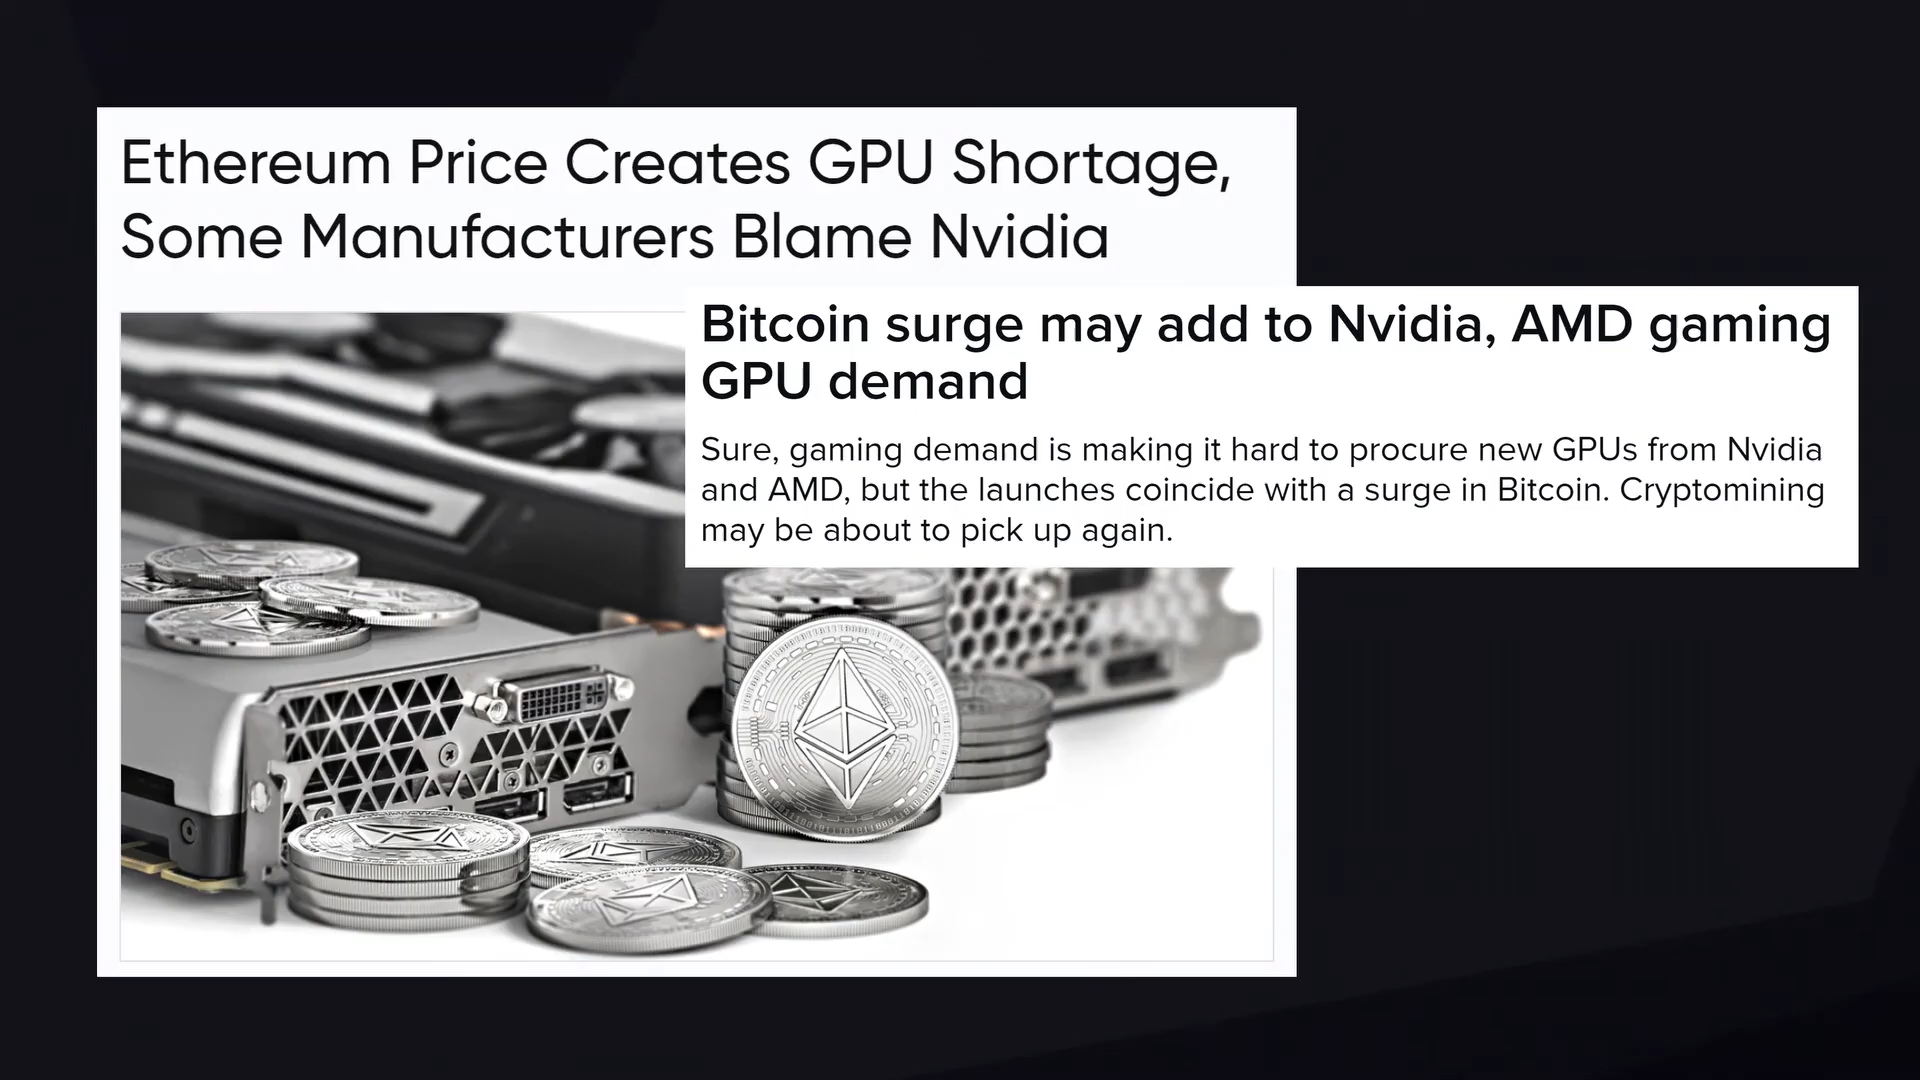 Ethereum Price Creates GPU Shortage,
Some Manufacturers Blame Nvidia
Bitcoin surge may add to Nvidia, AMD gaming
GPU demand
Sure, gaming demand is making it hard to procure new GPUs from Nvidia
and AMD, but the launches coincide with a surge in Bitcoin. Cryptomining
may be about to pick up again.